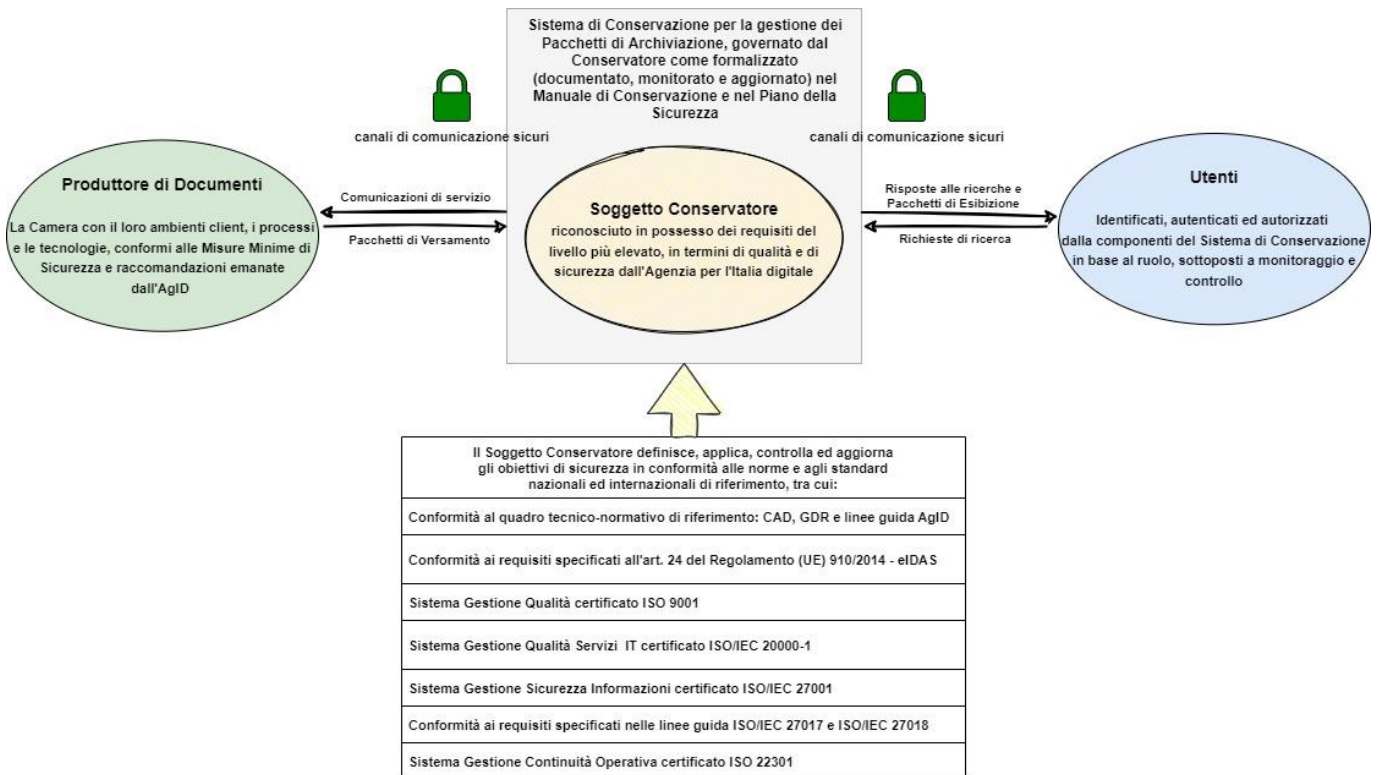 Sistema di Conservazione per la gestione dei
Pacchetti di Archiviazione, governato dal
Conservatore come formalizzato
(documentato, monitorato e aggiornato) nel
Manuale di Conservazione e nel Piano della
Sicurezza
canali di comunicazione sicuri
canali di comunicazione sicuri
Produttore di Documenti
La Camera con il loro ambienti client, i processi
e le tecnologie, conformi alle Misure Minime di
Sicurezza e raccomandazioni emanate
dall'AgID
Comunicazioni di servizio
Pacchetti di Versamento
Soggetto Conservatore
riconosciuto in possesso dei requisiti del
livello più elevato, in termini di qualità e di
sicurezza dall'Agenzia per l'Italia digitale
Risposte alle ricerche e
Pacchetti di Esibizione
Richieste di ricerca
Utenti
Identificati, autenticati ed autorizzati
dalla componenti del Sistema di Conservazione
in base al ruolo, sottoposti a monitoraggio e
controllo
Il Soggetto Conservatore definisce, applica, controlla ed aggiorna
gli obiettivi di sicurezza in conformità alle norme e agli standard
nazionali ed internazionali di riferimento, tra cui:
Conformità al quadro tecnico-normativo di riferimento: CAD, GDR e linee guida AgID
Conformità ai requisiti specificati all'art. 24 del Regolamento (UE) 910/2014 - eIDAS
Sistema Gestione Qualità certificato ISO 9001
Sistema Gestione Qualità Servizi IT certificato ISO/IEC 20000-1
Sistema Gestione Sicurezza Informazioni certificato ISO/IEC 27001
Conformità ai requisiti specificati nelle linee guida ISO/IEC 27017 e ISO/IEC 27018
Sistema Gestione Continuità Operativa certificato ISO 22301